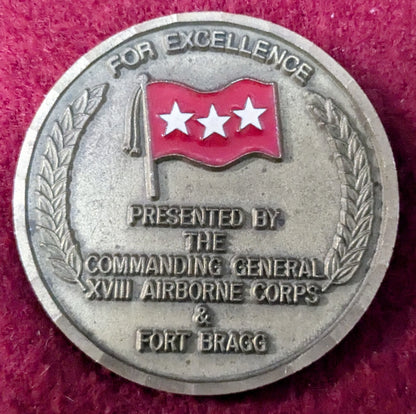 FOR EXCELLENCE
PRESENTED BY
THE
COMMANDING GENERAL
XVIII AIRBORNE CORPS
&
FORT BRAGG